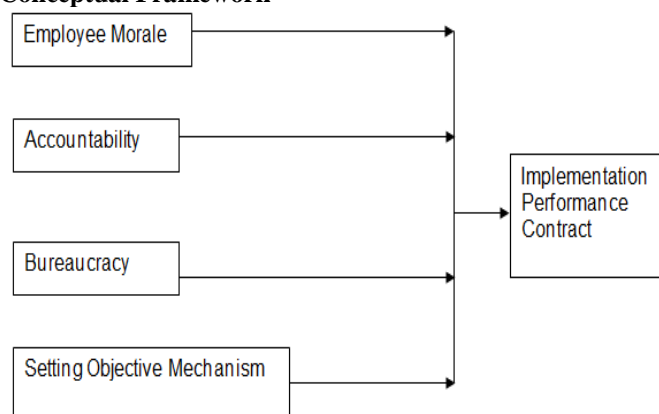 Conceptual Framework
Employee Morale
Accountability
Implementation
Performance
Contract
Bureaucracy
Setting Objective Mechanism